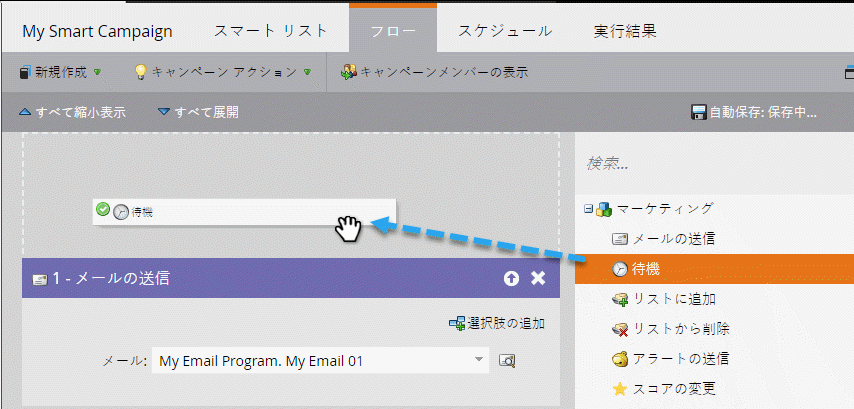 My Smart Campaign スマート リスト フロー スケジュール 実行結果
新規作成 キャンペーン アクション キャンペーンメンバーの表示
すべて縮小表示 すべて展開 自動保存: 保存中...
検索...
待機
マーケティング
メールの送信
待機
リストに追加
リストから削除
アラートの送信
スコアの変更
1 - メールの送信
選択肢の追加
メール: My Email Program. My Email 01